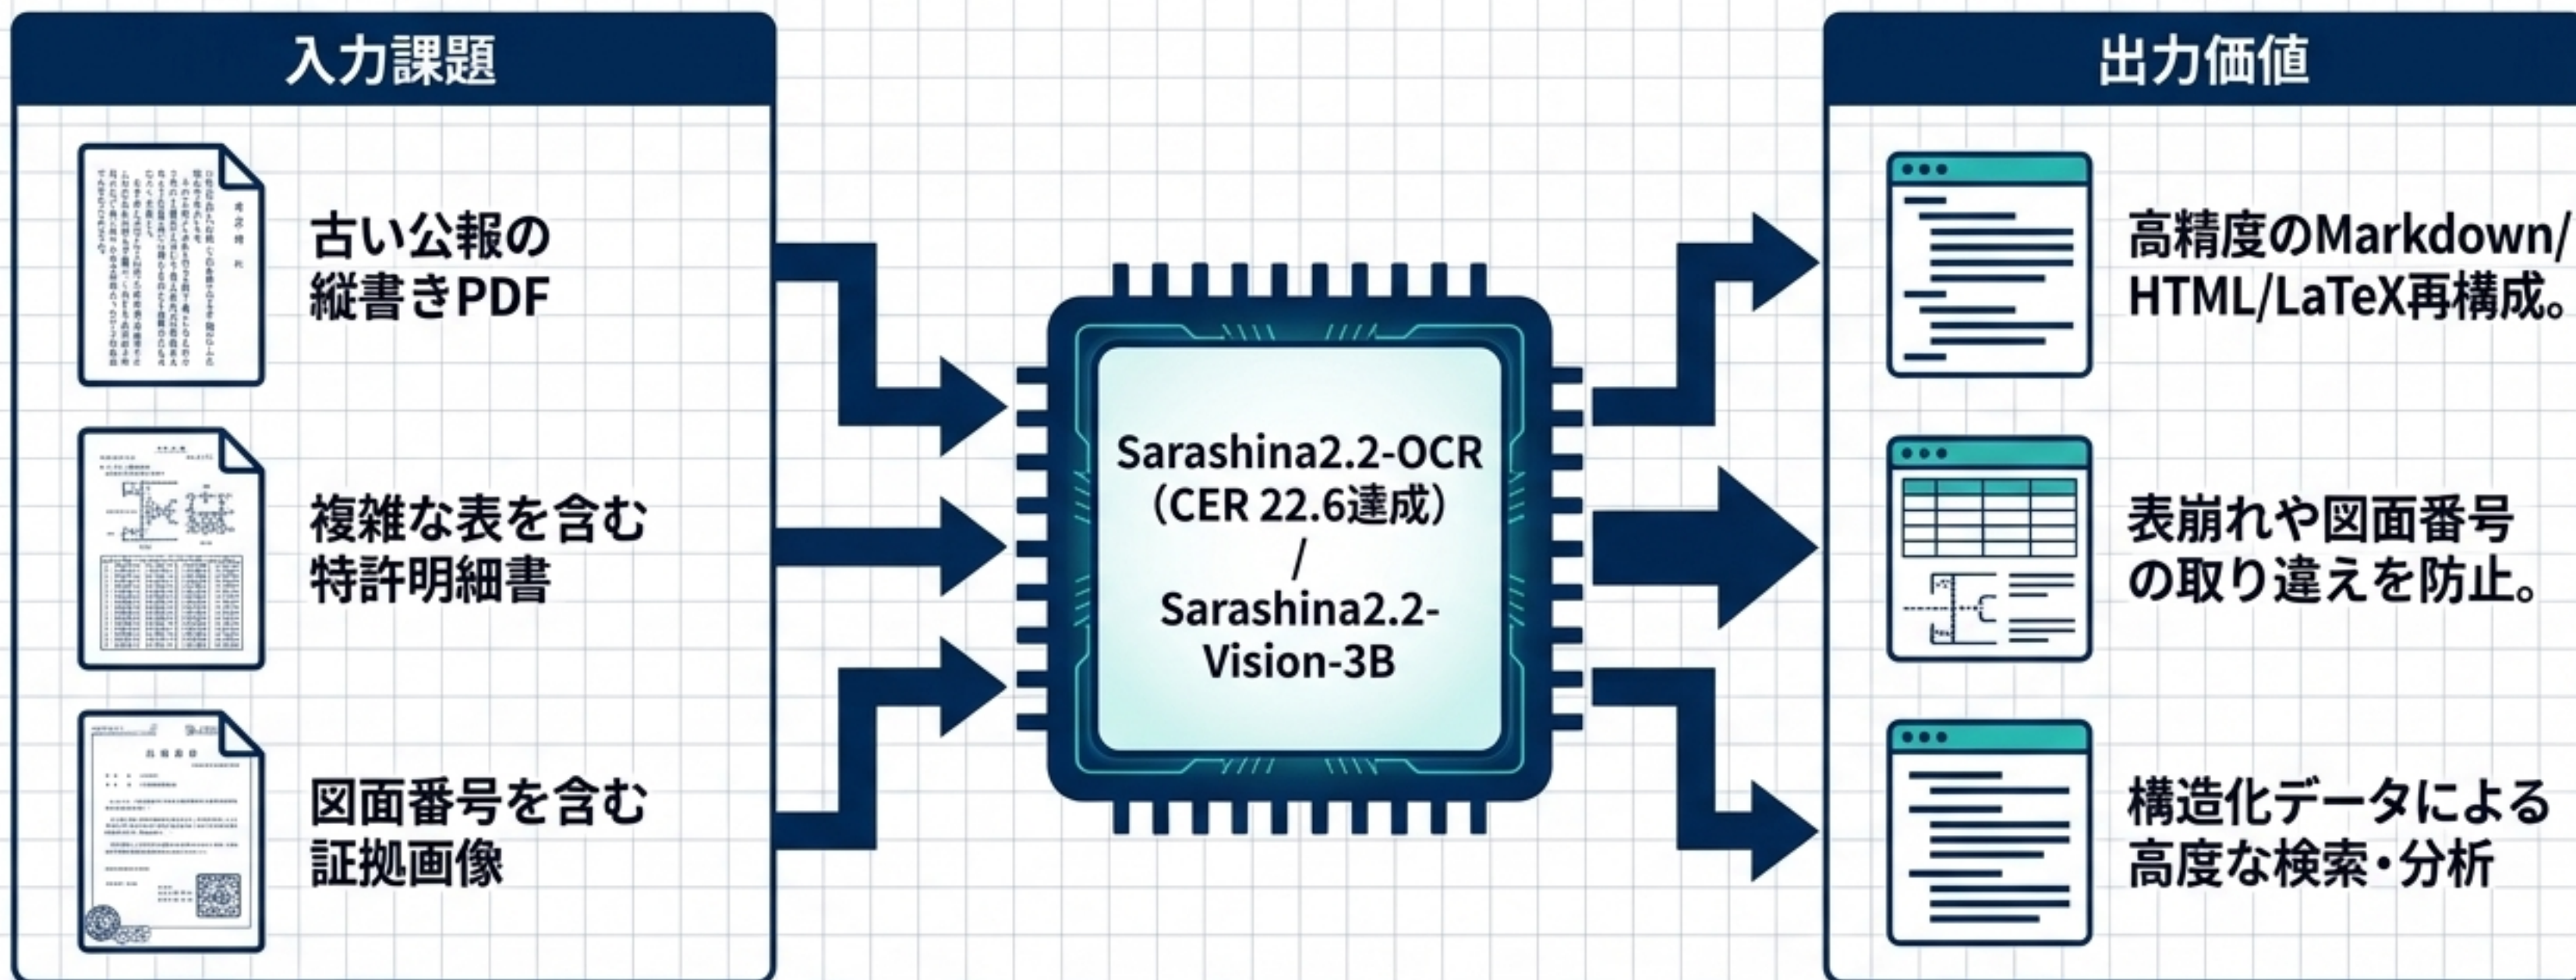 入力課題
古い公報の
縦書きPDF
複雑な表を含む
特許明細書
図面番号を含む
証拠画像
Sarashina2.2-OCR
（CER 22.6達成）
/
Sarashina2.2-
Vision-3B
出力価値
高精度のMarkdown/
HTML/LaTeX再構成。
表崩れや図面番号
の取り違えを防止。
構造化データによる
高度な検索・分析